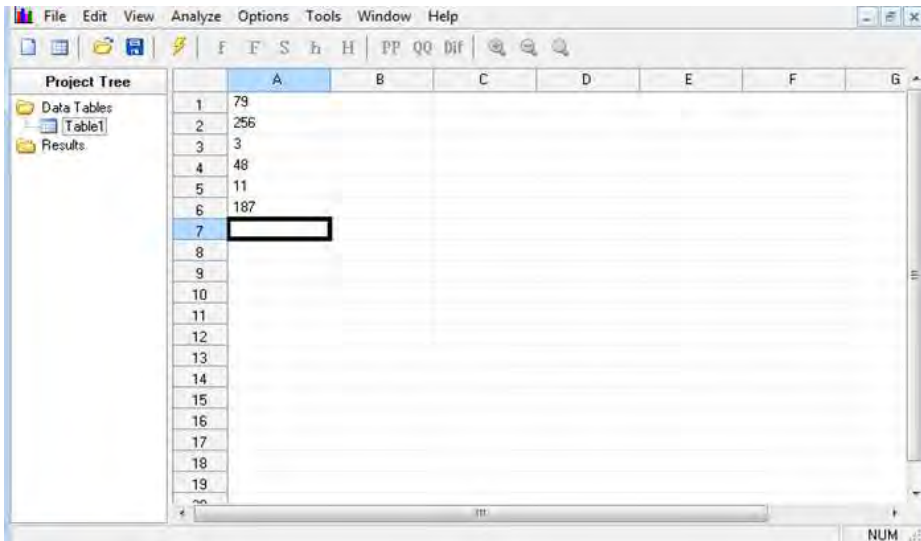 File Edit View Analyze Options Tools Window Help
f F S h H PP QQ Dif
Project Tree A B C D E F G
Data Tables
Table1
Results
1 79
2 256
3 3
4 48
5 11
6 187
7
8
9
10
11
12
13
14
15
16
17
18
19
20
NUM